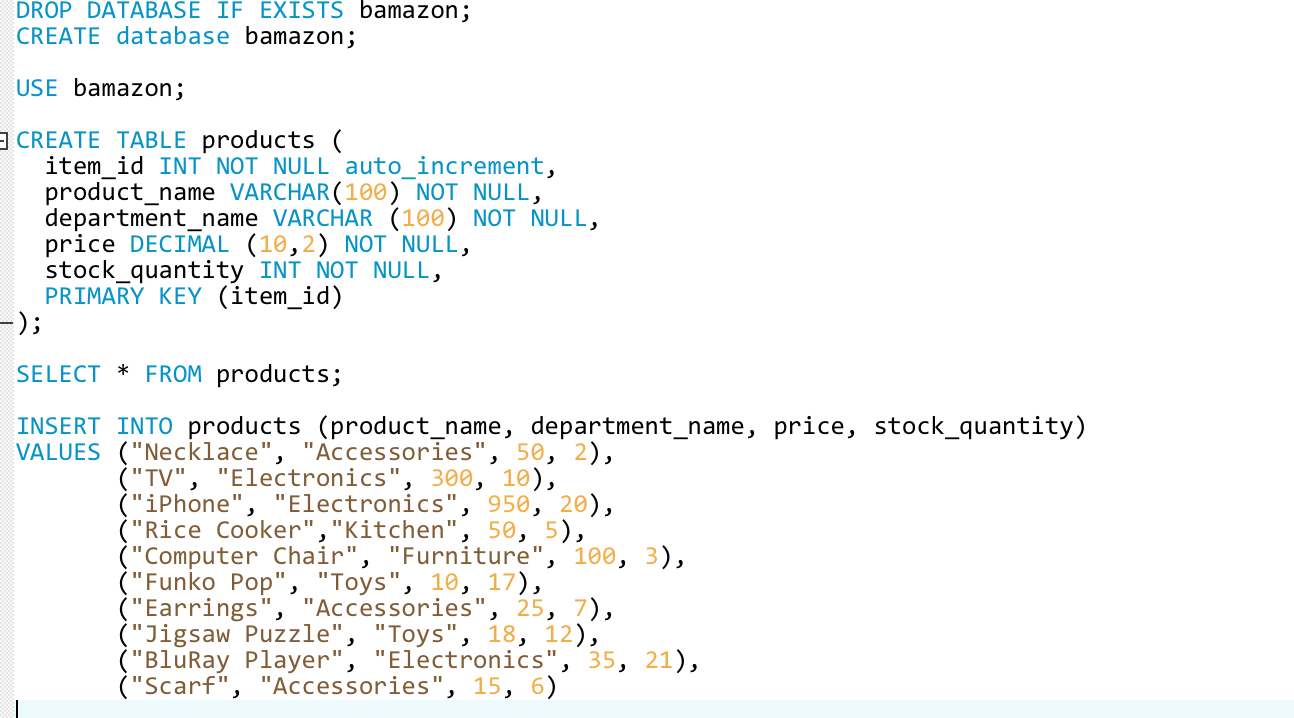 DROP DATABASE IF EXISTS bamazon;
CREATE database bamazon;

USE bamazon;

CREATE TABLE products (
  item_id INT NOT NULL auto_increment,
  product_name VARCHAR(100) NOT NULL,
  department_name VARCHAR (100) NOT NULL,
  price DECIMAL (10,2) NOT NULL,
  stock_quantity INT NOT NULL,
  PRIMARY KEY (item_id)
);

SELECT * FROM products;

INSERT INTO products (product_name, department_name, price, stock_quantity)
VALUES ("Necklace", "Accessories", 50, 2),
       ("TV", "Electronics", 300, 10),
       ("iPhone", "Electronics", 950, 20),
       ("Rice Cooker","Kitchen", 50, 5),
       ("Computer Chair", "Furniture", 100, 3),
       ("Funko Pop", "Toys", 10, 17),
       ("Earrings", "Accessories", 25, 7),
       ("Jigsaw Puzzle", "Toys", 18, 12),
       ("BluRay Player", "Electronics", 35, 21),
       ("Scarf", "Accessories", 15, 6)